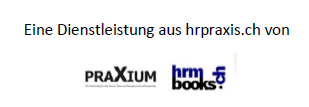 Eine Dienstleistung aus hrpraxis.ch von
PRAXIUM
hrm
books.ch